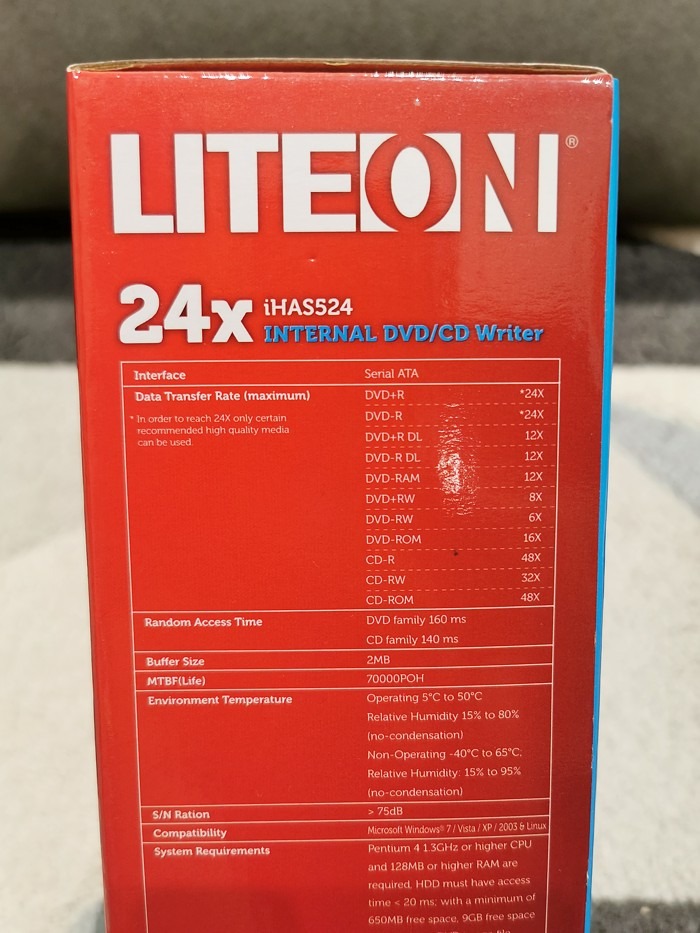 LITEON®
24x iHAS524
INTERNAL DVD/CD Writer
Interface Serial ATA
Data Transfer Rate (maximum) DVD+R *24X
* In order to reach 24X only certain
recommended high quality media
can be used.
DVD-R *24X
DVD+R DL 12X
DVD-R DL 12X
DVD-RAM 12X
DVD+RW 8X
DVD-RW 6X
DVD-ROM 16X
CD-R 48X
CD-RW 32X
CD-ROM 48X
Random Access Time DVD family 160 ms
CD family 140 ms
Buffer Size 2MB
MTBF(Life) 70000POH
Environment Temperature Operating 5°C to 50°C
Relative Humidity 15% to 80%
(no-condensation)
Non-Operating -40°C to 65°C;
Relative Humidity: 15% to 95%
(no-condensation)
S/N Ration > 75dB
Compatibility Microsoft Windows® 7 / Vista / XP / 2003 & Linux
System Requirements Pentium 4 1.3GHz or higher CPU
and 128MB or higher RAM are
required, HDD must have access
time < 20 ms; with a minimum of
650MB free space, 9GB free space